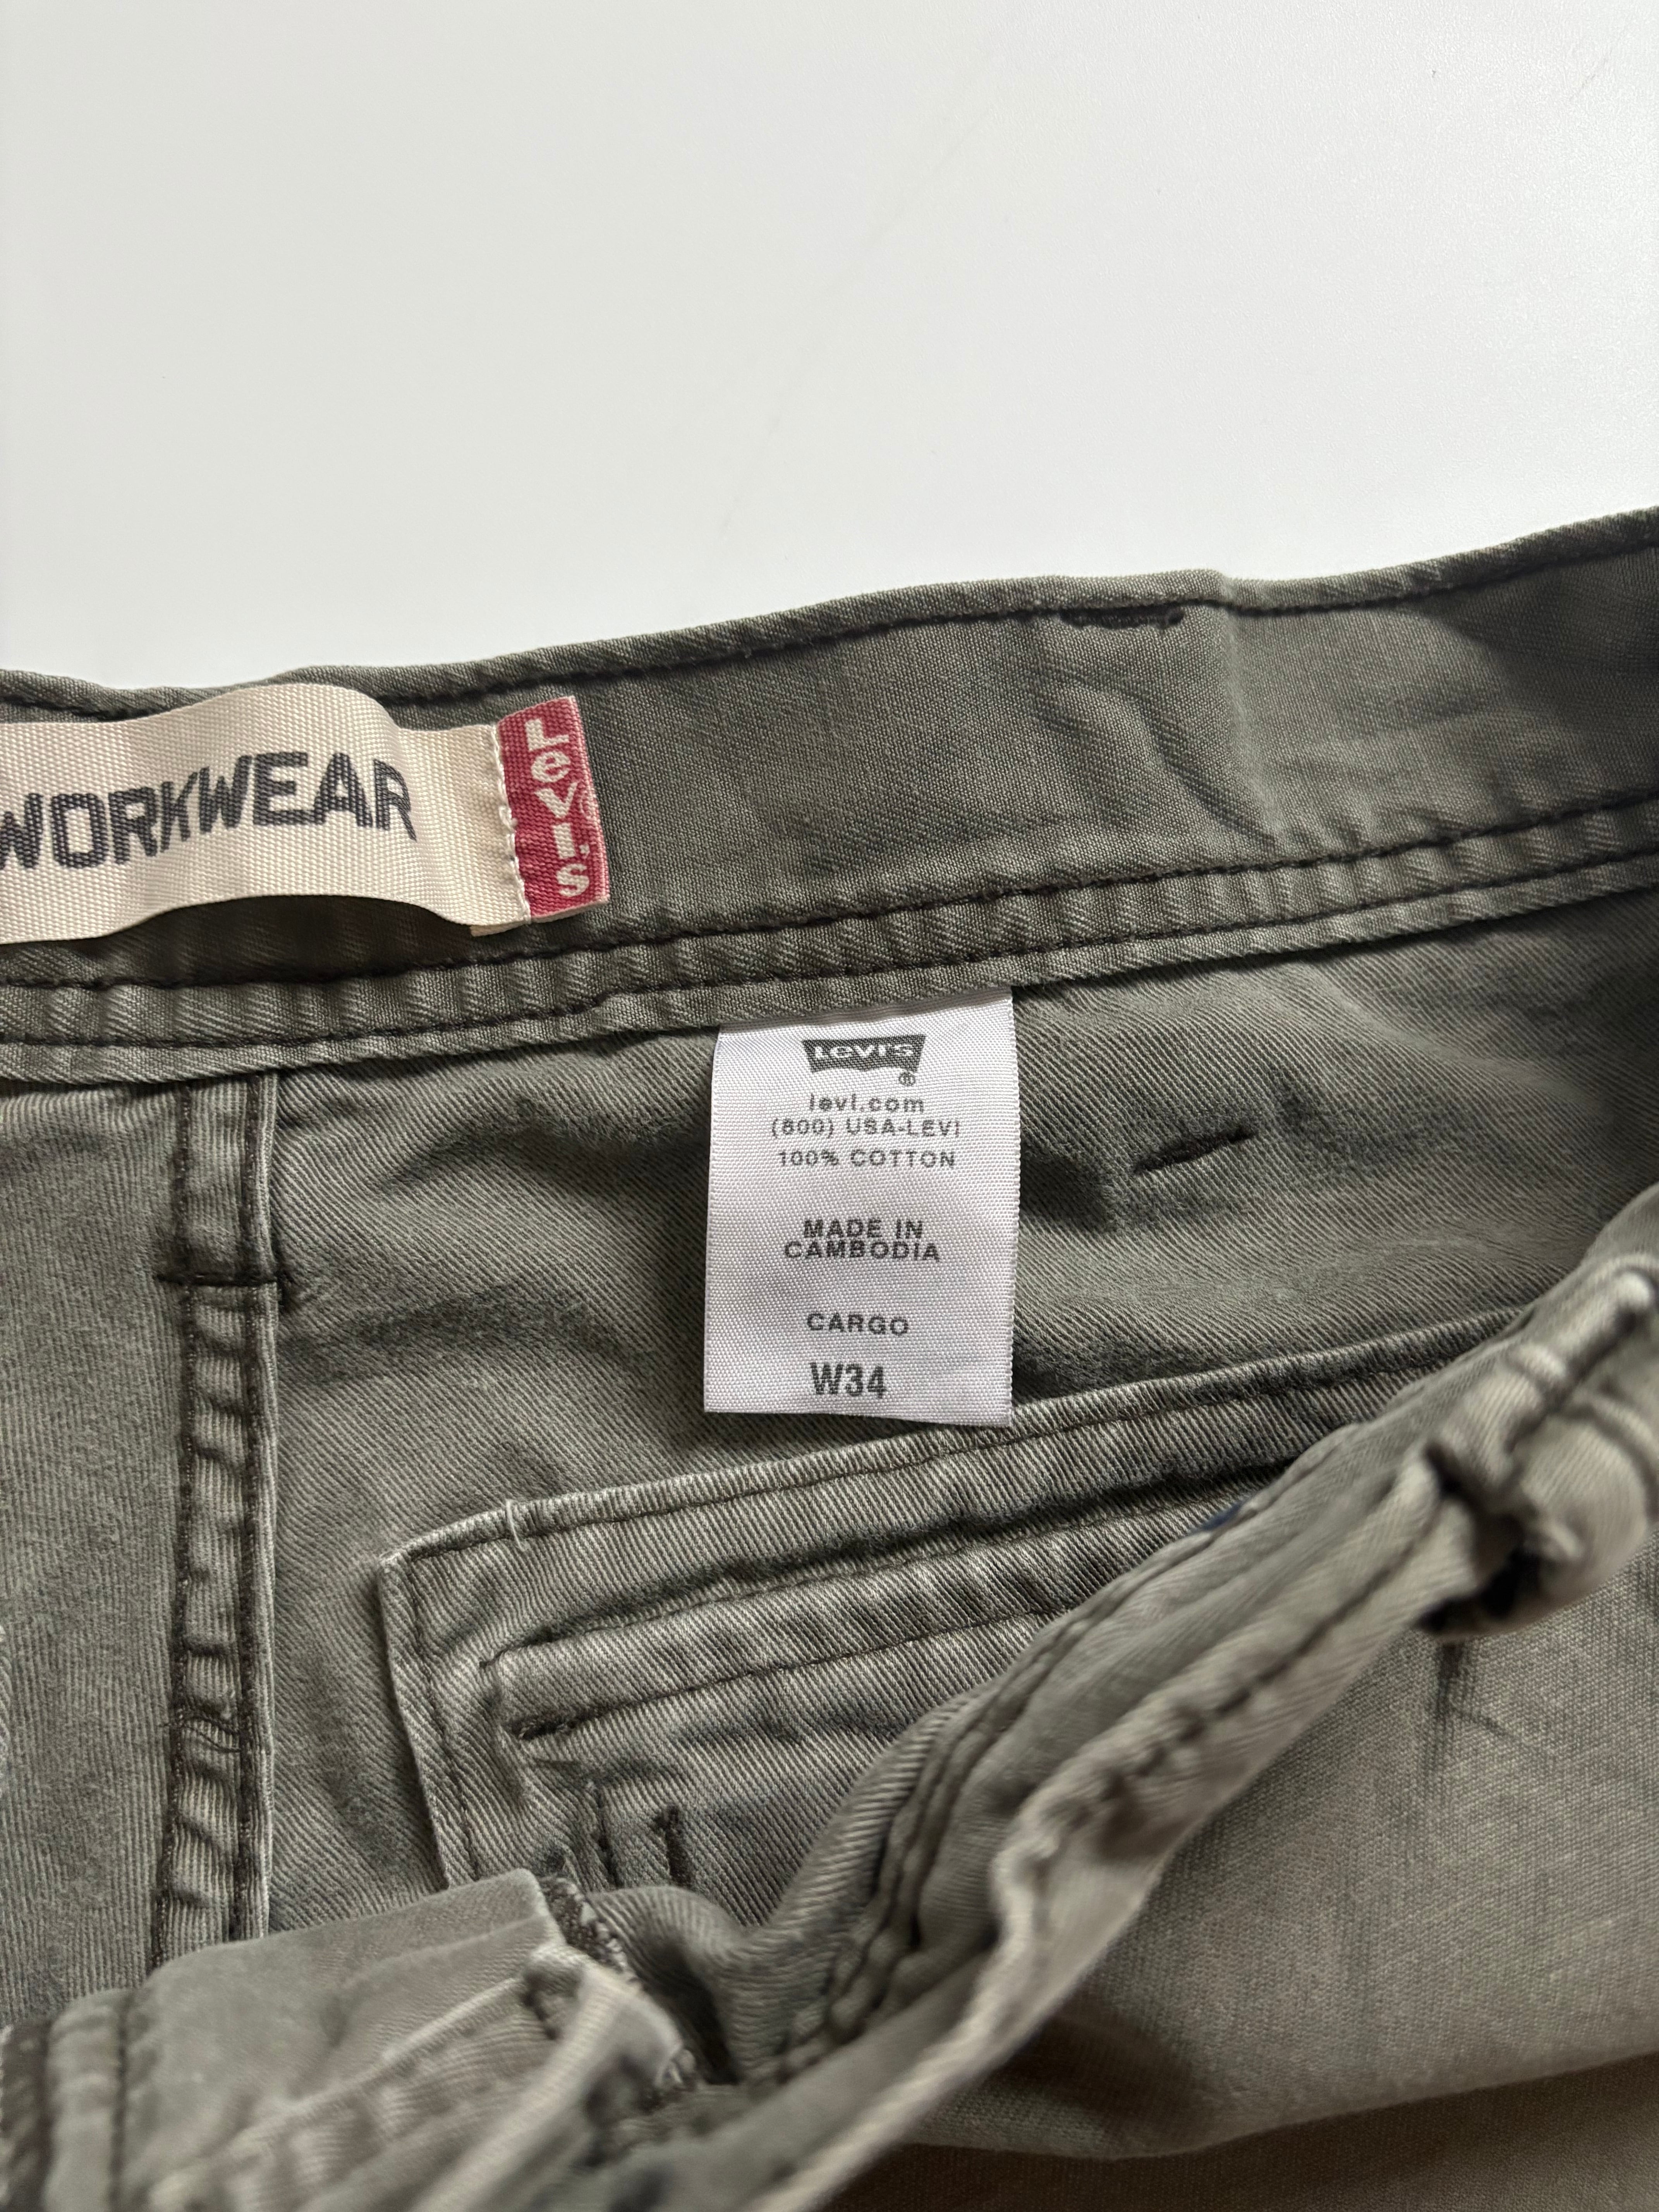 WORKWEAR
Levi's
Levi's
®
levi.com
(800) USA-LEVI
100% COTTON
MADE IN
CAMBODIA
CARGO
W34